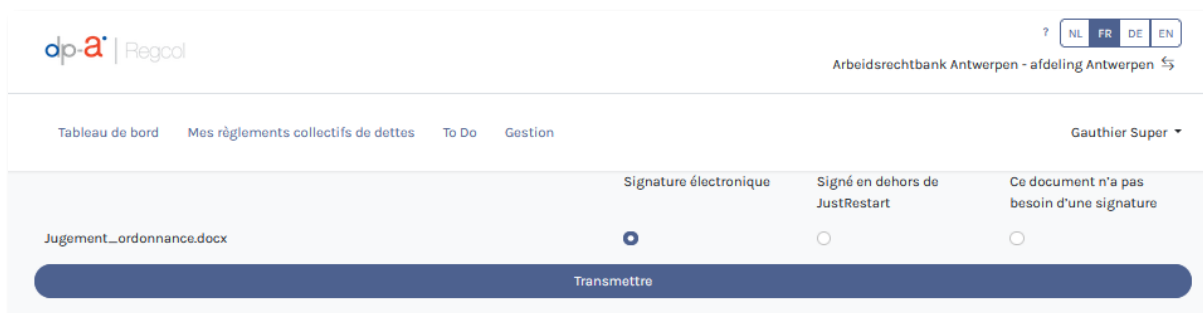 dp-a | Regcol
? NL FR DE EN
Arbeidsrechtbank Antwerpen - afdeling Antwerpen
Tableau de bord Mes règlements collectifs de dettes To Do Gestion Gauthier Super
Signature électronique Signé en dehors de Ce document n'a pas
JustRestart besoin d'une signature
Jugement_ordonnance.docx
Transmettre